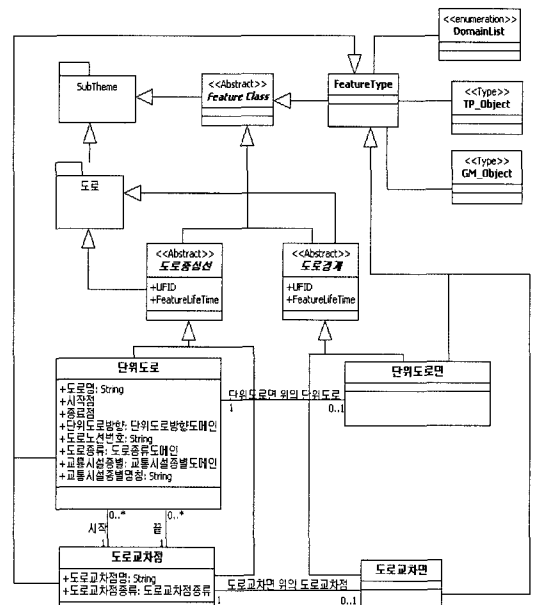 <<enumeration>>
DomainList
SubTheme
<<Abstract>>
Feature Class
FeatureType
<<Type>>
TP_Object
<<Type>>
GM_Object
도로
<<Abstract>>
도로중심선
+UFID
+FeatureLifeTime
<<Abstract>>
도로경계
+UFID
+FeatureLifeTime
단위도로
+도로명: String
+시작점
+종료점
+단위도로방향: 단위도로방향도메인
+도로노선번호: String
+도로종류: 도로종류도메인
+교통시설종별: 교통시설종별도메인
+교통시설종별명칭: String
단위도로면 위의 단위도로
1
0..1
단위도로면
0..*
0..*
시작
끝
1
1
도로교차점
+도로교차점명: String
+도로교차점종류: 도로교차점종류
도로교차면 위의 도로교차점
1
0..1
도로교차면